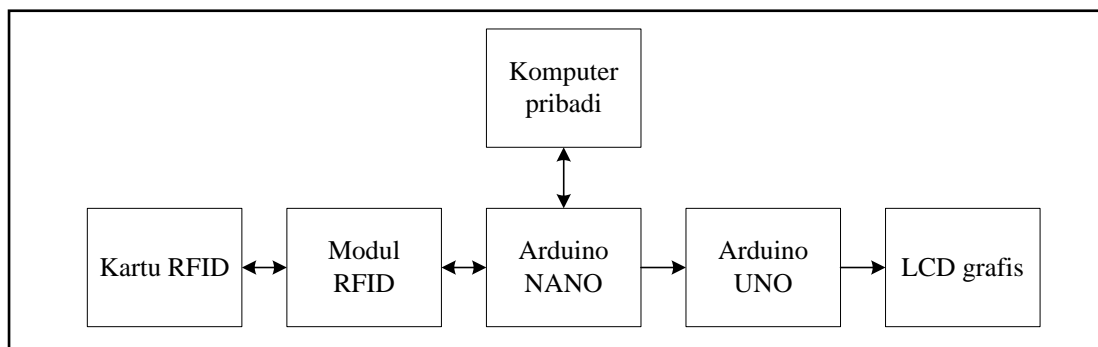 Komputer
pribadi
Kartu RFID
Modul
RFID
Arduino
NANO
Arduino
UNO
LCD grafis